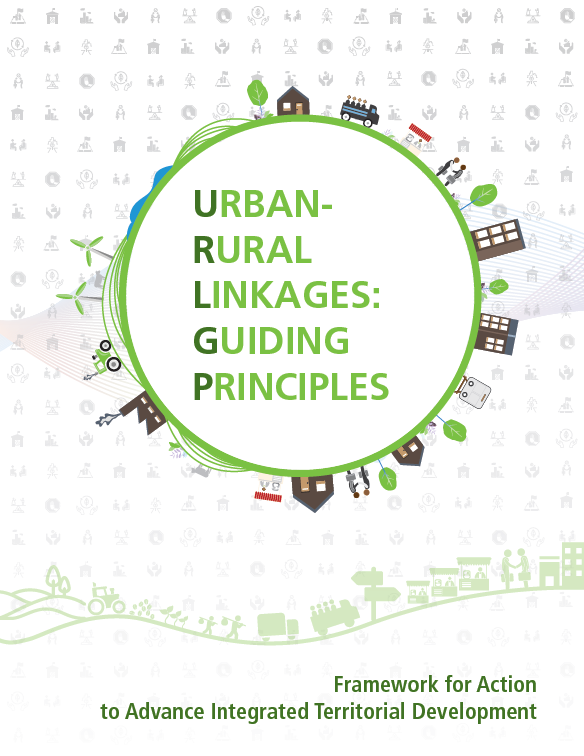 URBAN-
RURAL
LINKAGES:
GUIDING
PRINCIPLES
Framework for Action
to Advance Integrated Territorial Development